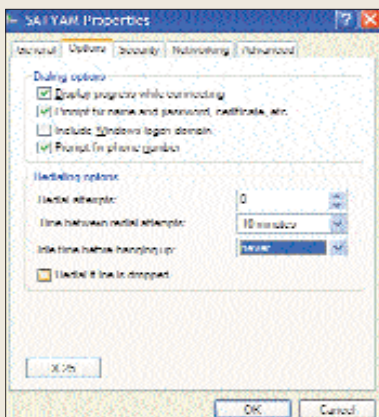 SATYAM Properties
General Options Security Networking Advanced
Dialing options
Display progress while connecting
Prompt for name and password, certificate, etc.
Include Windows logon domain
Prompt for phone number
Redialing options
Redial attempts: 0
Time between redial attempts: 10 minutes
Idle time before hanging up: never
Redial if line is dropped
X.25
OK Cancel